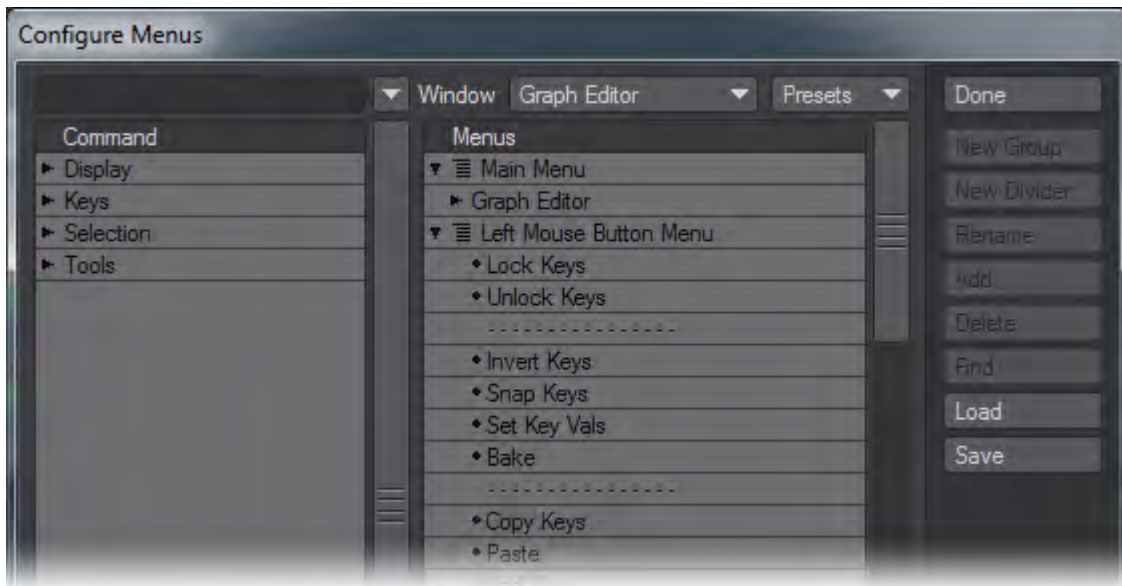 Configure Menus
Window Graph Editor Presets
Command
Display
Keys
Selection
Tools
Menus
Main Menu
Graph Editor
Left Mouse Button Menu
Lock Keys
Unlock Keys
----------------
Invert Keys
Snap Keys
Set Key Vals
Bake
----------------
Copy Keys
Paste
Done
New Group
New Divider
Rename
Add
Delete
Find
Load
Save